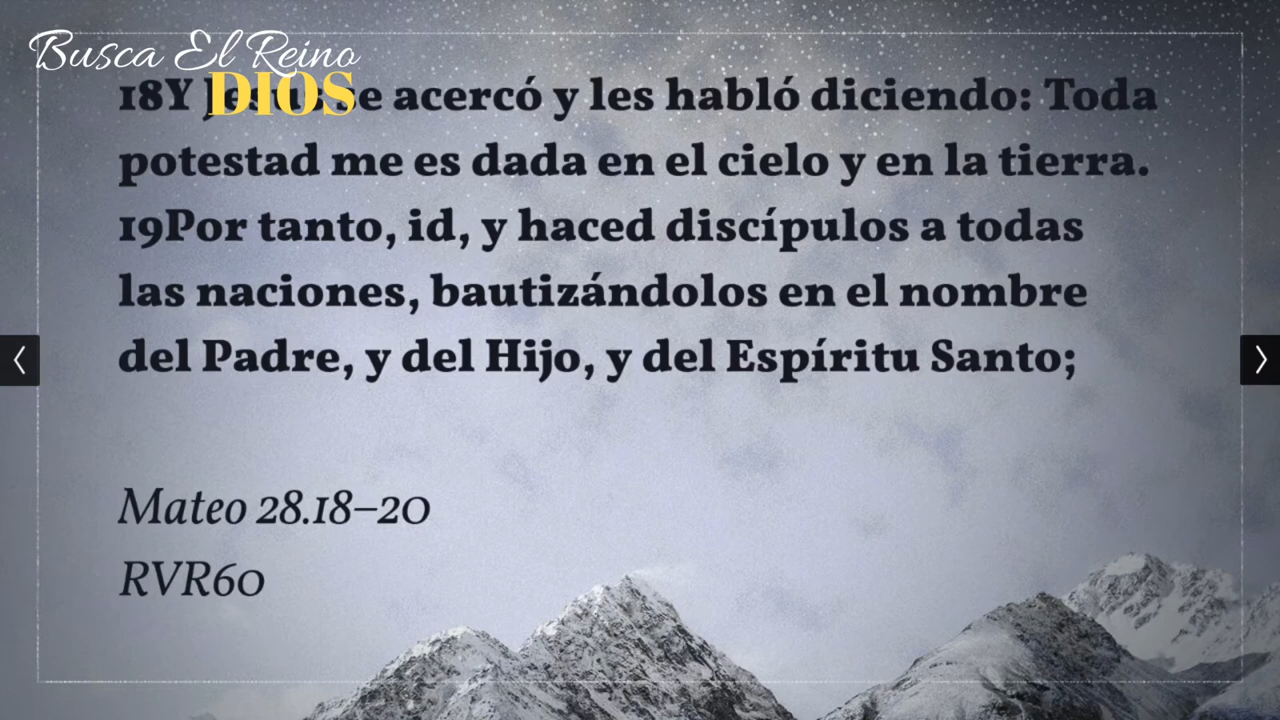 Busca El Reino
DIOS
18Y Jesús se acercó y les habló diciendo: Toda
potestad me es dada en el cielo y en la tierra.
19Por tanto, id, y haced discípulos a todas
las naciones, bautizándolos en el nombre
del Padre, y del Hijo, y del Espíritu Santo;
Mateo 28.18–20
RVR60